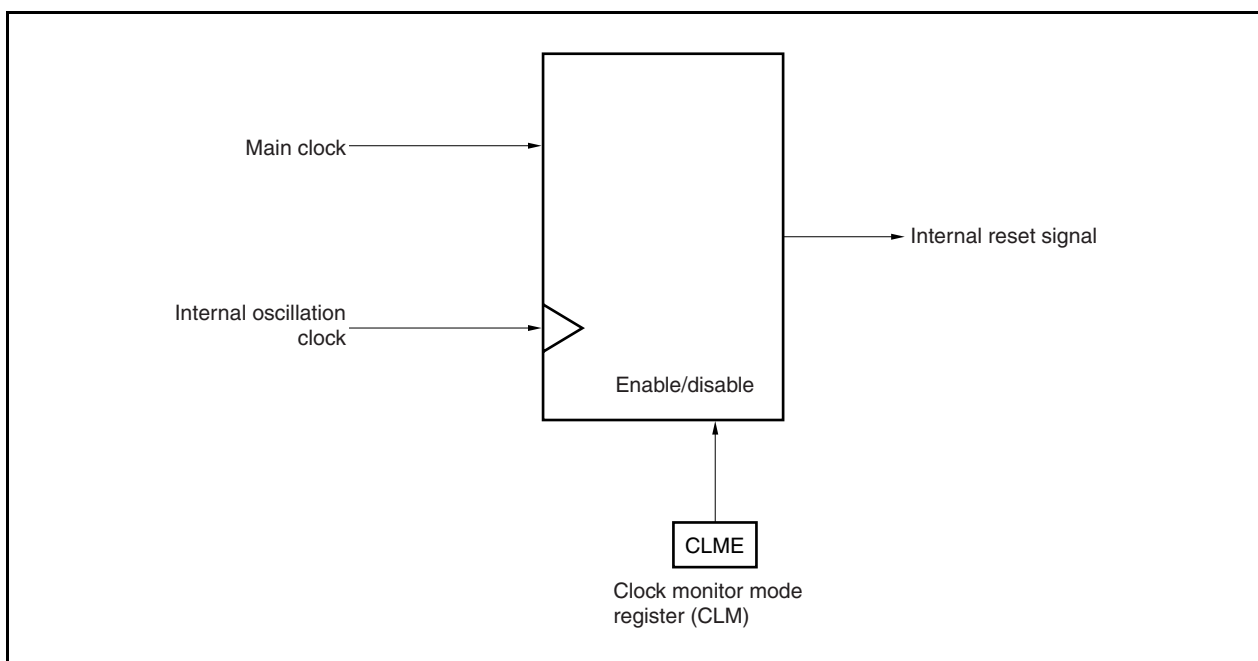 Main clock
Internal oscillation
clock
Enable/disable
Internal reset signal
CLME
Clock monitor mode
register (CLM)